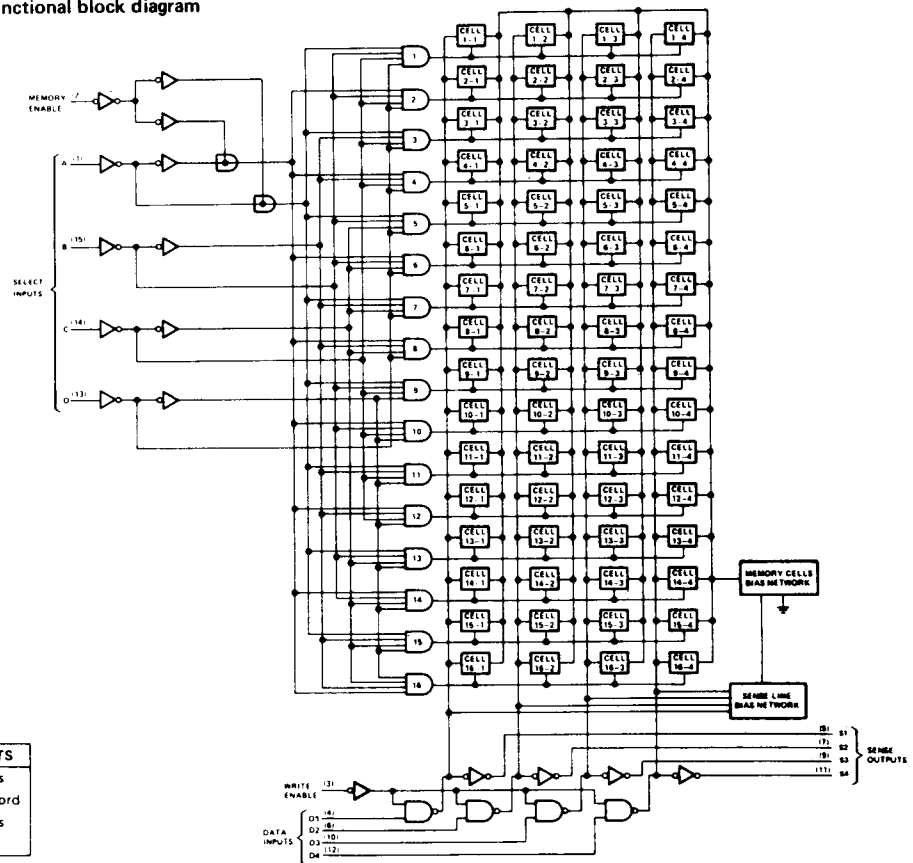 nctional block diagram
MEMORY
ENABLE
SELECT
INPUTS
A (1)
B (15)
C (14)
D (13)
1
2
3
4
5
6
7
8
9
10
11
12
13
14
15
16
CELL 1-1 CELL 1-2 CELL 1-3 CELL 1-4
CELL 2-1 CELL 2-2 CELL 2-3 CELL 2-4
CELL 3-1 CELL 3-2 CELL 3-3 CELL 3-4
CELL 4-1 CELL 4-2 CELL 4-3 CELL 4-4
CELL 5-1 CELL 5-2 CELL 5-3 CELL 5-4
CELL 6-1 CELL 6-2 CELL 6-3 CELL 6-4
CELL 7-1 CELL 7-2 CELL 7-3 CELL 7-4
CELL 8-1 CELL 8-2 CELL 8-3 CELL 8-4
CELL 9-1 CELL 9-2 CELL 9-3 CELL 9-4
CELL 10-1 CELL 10-2 CELL 10-3 CELL 10-4
CELL 11-1 CELL 11-2 CELL 11-3 CELL 11-4
CELL 12-1 CELL 12-2 CELL 12-3 CELL 12-4
CELL 13-1 CELL 13-2 CELL 13-3 CELL 13-4
CELL 14-1 CELL 14-2 CELL 14-3 CELL 14-4
CELL 15-1 CELL 15-2 CELL 15-3 CELL 15-4
CELL 16-1 CELL 16-2 CELL 16-3 CELL 16-4
MEMORY CELLS
BIAS NETWORK
SENSE LINE
BIAS NETWORK
(5) S1
(7) S2
(9) S3
(11) S4
SENSE
OUTPUTS
WRITE
ENABLE
(3)
DATA
INPUTS
D1 (4)
D2 (6)
D3 (10)
D4 (12)
TS
s
ord
s